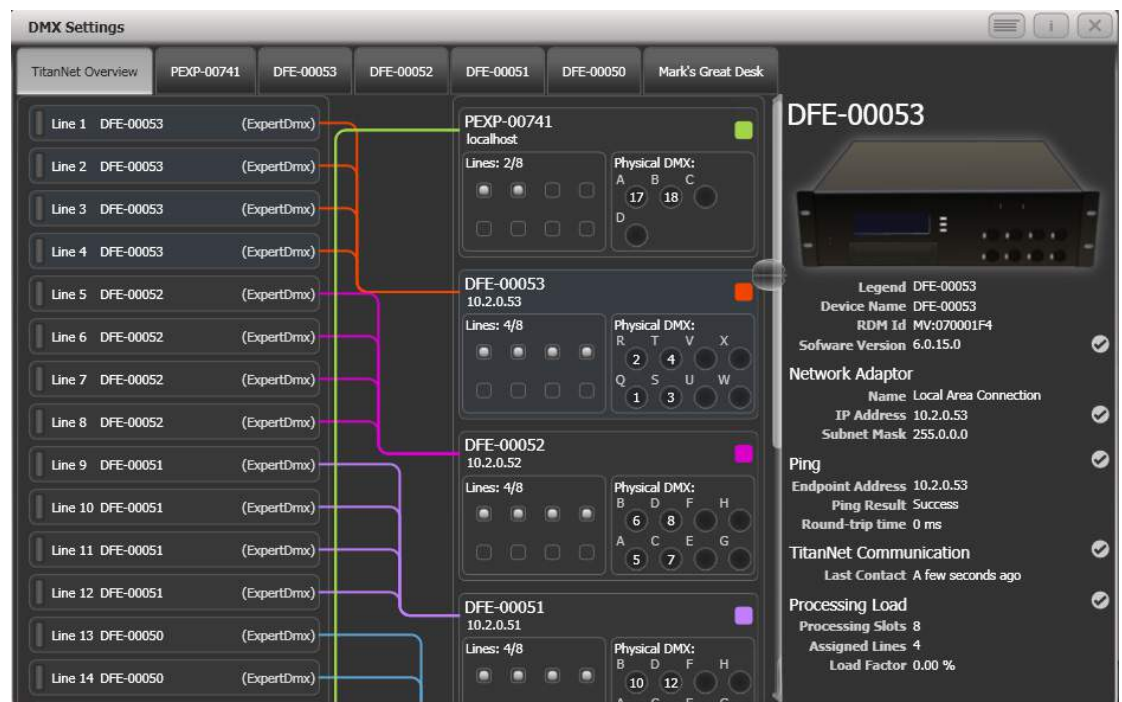 DMX Settings
i
TitanNet Overview PEXP-00741 DFE-00053 DFE-00052 DFE-00051 DFE-00050 Mark's Great Desk
Line 1 DFE-00053 (ExpertDmx)
Line 2 DFE-00053 (ExpertDmx)
Line 3 DFE-00053 (ExpertDmx)
Line 4 DFE-00053 (ExpertDmx)
Line 5 DFE-00052 (ExpertDmx)
Line 6 DFE-00052 (ExpertDmx)
Line 7 DFE-00052 (ExpertDmx)
Line 8 DFE-00052 (ExpertDmx)
Line 9 DFE-00051 (ExpertDmx)
Line 10 DFE-00051 (ExpertDmx)
Line 11 DFE-00051 (ExpertDmx)
Line 12 DFE-00051 (ExpertDmx)
Line 13 DFE-00050 (ExpertDmx)
Line 14 DFE-00050 (ExpertDmx)
PEXP-00741
localhost
Lines: 2/8 Physical DMX:
A B C
17 18
D
DFE-00053
10.2.0.53
Lines: 4/8 Physical DMX:
R T V X
2 4
Q S U W
1 3
DFE-00052
10.2.0.52
Lines: 4/8 Physical DMX:
B D F H
6 8
A C E G
5 7
DFE-00051
10.2.0.51
Lines: 4/8 Physical DMX:
B D F H
10 12
DFE-00053
Legend DFE-00053
Device Name DFE-00053
RDM Id MV:070001F4
Sofware Version 6.0.15.0
Network Adaptor
Name Local Area Connection
IP Address 10.2.0.53
Subnet Mask 255.0.0.0
Ping
Endpoint Address 10.2.0.53
Ping Result Success
Round-trip time 0 ms
TitanNet Communication
Last Contact A few seconds ago
Processing Load
Processing Slots 8
Assigned Lines 4
Load Factor 0.00 %